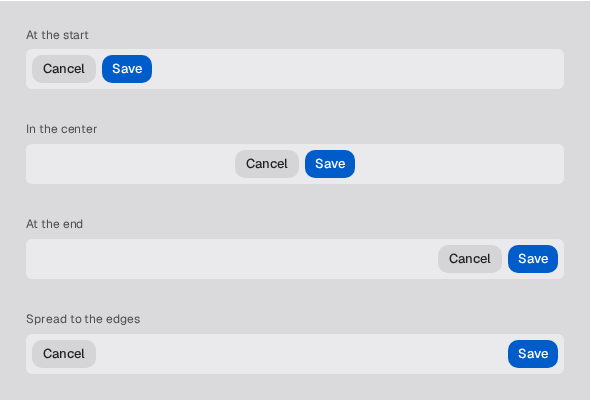 At the start
Cancel Save
In the center
Cancel Save
At the end
Cancel Save
Spread to the edges
Cancel Save